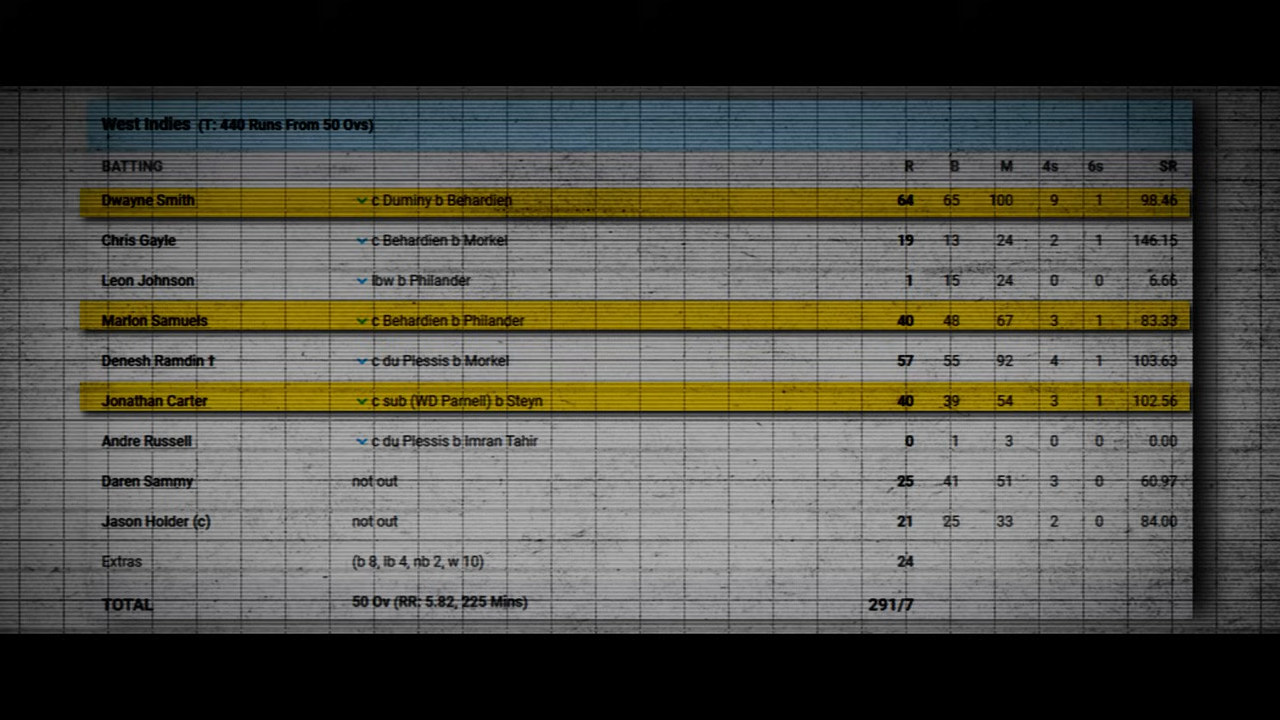 West Indies (T: 440 Runs From 50 Ovs)
BATTING R B M 4s 6s SR
Dwayne Smith c Duminy b Behardien 64 65 100 9 1 98.46
Chris Gayle c Behardien b Morkel 19 13 24 2 1 146.15
Leon Johnson lbw b Philander 1 15 24 0 0 6.66
Marlon Samuels c Behardien b Philander 40 48 67 3 1 83.33
Denesh Ramdin † c du Plessis b Morkel 57 55 92 4 1 103.63
Jonathan Carter c sub (WD Parnell) b Steyn 40 39 54 3 1 102.56
Andre Russell c du Plessis b Imran Tahir 0 1 3 0 0 0.00
Daren Sammy not out 25 41 51 3 0 60.97
Jason Holder (c) not out 21 25 33 2 0 84.00
Extras (b 8, lb 4, nb 2, w 10) 24
TOTAL 50 Ov (RR: 5.82, 225 Mins) 291/7